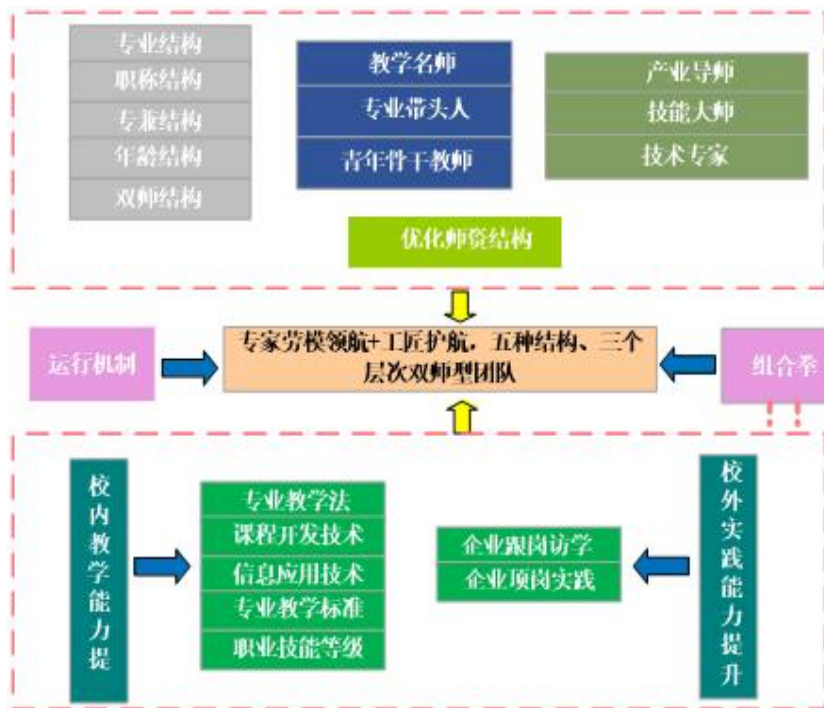 专业结构
职称结构
专兼结构
年龄结构
双师结构
教学名师
专业带头人
青年骨干教师
产业导师
技能大师
技术专家
优化师资结构
运行机制
专家劳模领航+工匠护航，五种结构、三个
层次双师型团队
组合拳
校内教学能力提
专业教学法
课程开发技术
信息应用技术
专业教学标准
职业技能等级
企业跟岗访学
企业顶岗实践
校外实践能力提升